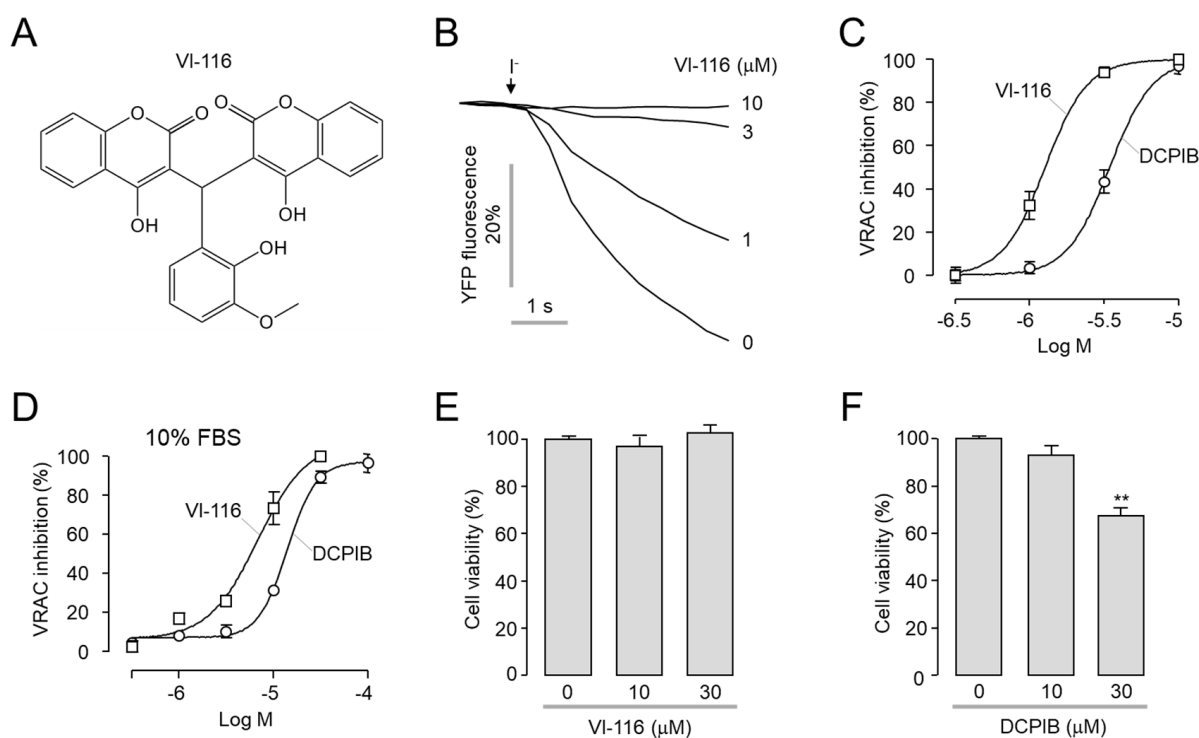 A
VI-116
O
O
O
O
OH
OH
OH
O
B
I-
VI-116 (μM)
10
3
1
0
YFP fluorescence
20%
1 s
C
VRAC inhibition (%)
100
80
60
40
20
0
VI-116
DCPIB
-6.5
-6
-5.5
-5
Log M
D
10% FBS
VRAC inhibition (%)
100
80
60
40
20
0
VI-116
DCPIB
-6
-5
-4
Log M
E
Cell viability (%)
100
80
60
40
20
0
0
10
30
VI-116 (μM)
F
Cell viability (%)
100
80
60
40
20
0
**
0
10
30
DCPIB (μM)